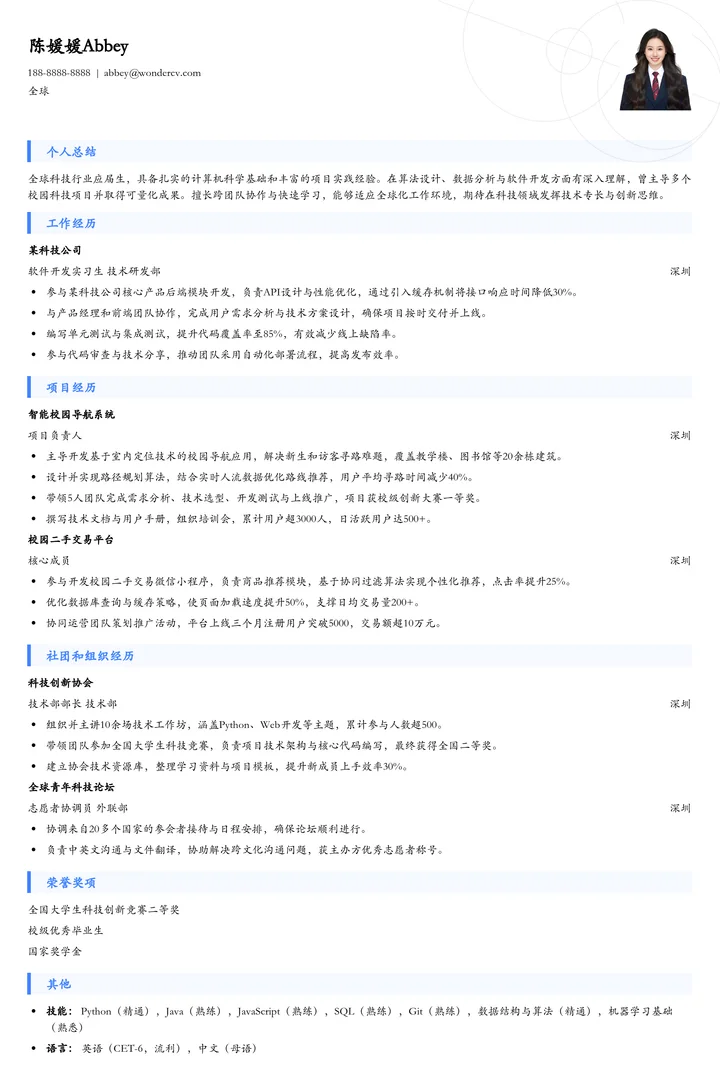 陈媛媛Abbey
188-8888-8888 | abbey@wondercv.com
全球
个人总结
全球科技行业应届生，具备扎实的计算机科学基础和丰富的项目实践经验。在算法设计、数据分析与软件开发方面有深入理解，曾主导多个
校园科技项目并取得可量化成果。擅长跨团队协作与快速学习，能够适应全球化工作环境，期待在科技领域发挥技术专长与创新思维。
工作经历
某科技公司
软件开发实习生 技术研发部 深圳
• 参与某科技公司核心产品后端模块开发，负责API设计与性能优化，通过引入缓存机制将接口响应时间降低30%。
• 与产品经理和前端团队协作，完成用户需求分析与技术方案设计，确保项目按时交付并上线。
• 编写单元测试与集成测试，提升代码覆盖率至85%，有效减少线上缺陷率。
• 参与代码审查与技术分享，推动团队采用自动化部署流程，提高发布效率。
项目经历
智能校园导航系统
项目负责人 深圳
• 主导开发基于室内定位技术的校园导航应用，解决新生和访客寻路难题，覆盖教学楼、图书馆等20余栋建筑。
• 设计并实现路径规划算法，结合实时人流数据优化路线推荐，用户平均寻路时间减少40%。
• 带领5人团队完成需求分析、技术选型、开发测试与上线推广，项目获校级创新大赛一等奖。
• 撰写技术文档与用户手册，组织培训会，累计用户超3000人，日活跃用户达500+。
校园二手交易平台
核心成员 深圳
• 参与开发校园二手交易微信小程序，负责商品推荐模块，基于协同过滤算法实现个性化推荐，点击率提升25%。
• 优化数据库查询与缓存策略，使页面加载速度提升50%，支撑日均交易量200+。
• 协同运营团队策划推广活动，平台上线三个月注册用户突破5000，交易额超10万元。
社团和组织经历
科技创新协会
技术部部长 技术部 深圳
• 组织并主讲10余场技术工作坊，涵盖Python、Web开发等主题，累计参与人数超500。
• 带领团队参加全国大学生科技竞赛，负责项目技术架构与核心代码编写，最终获得全国二等奖。
• 建立协会技术资源库，整理学习资料与项目模板，提升新成员上手效率30%。
全球青年科技论坛
志愿者协调员 外联部 深圳
• 协调来自20多个国家的参会者接待与日程安排，确保论坛顺利进行。
• 负责中英文沟通与文件翻译，协助解决跨文化沟通问题，获主办方优秀志愿者称号。
荣誉奖项
全国大学生科技创新竞赛二等奖
校级优秀毕业生
国家奖学金
其他
• 技能： Python（精通）, Java（熟练）, JavaScript（熟练）, SQL（熟练）, Git（熟练）, 数据结构与算法（精通）, 机器学习基础
（熟悉）
• 语言： 英语（CET-6，流利）, 中文（母语）